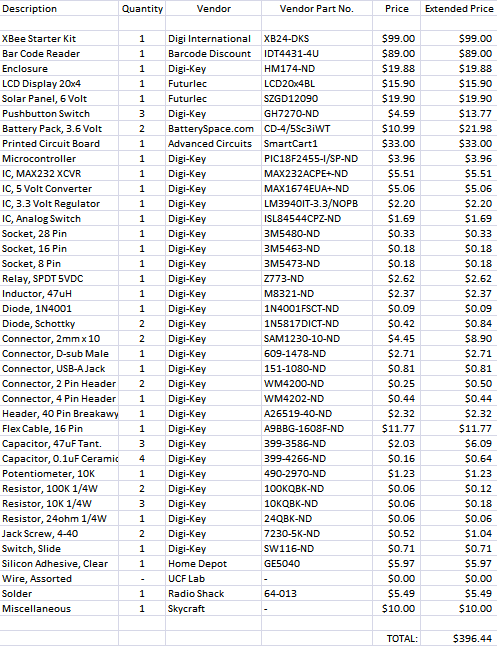 Description Quantity Vendor Vendor Part No. Price Extended Price
XBee Starter Kit 1 Digi International XB24-DKS $99.00 $99.00
Bar Code Reader 1 Barcode Discount IDT4431-4U $89.00 $89.00
Enclosure 1 Digi-Key HM174-ND $19.88 $19.88
LCD Display 20x4 1 Futurlec LCD20x4BL $15.90 $15.90
Solar Panel, 6 Volt 1 Futurlec SZGD12090 $19.90 $19.90
Pushbutton Switch 3 Digi-Key GH7270-ND $4.59 $13.77
Battery Pack, 3.6 Volt 2 BatterySpace.com CD-4/5Sc3iWT $10.99 $21.98
Printed Circuit Board 1 Advanced Circuits SmartCart1 $33.00 $33.00
Microcontroller 1 Digi-Key PIC18F2455-I/SP-ND $3.96 $3.96
IC, MAX232 XCVR 1 Digi-Key MAX232ACPE+-ND $5.51 $5.51
IC, 5 Volt Converter 1 Digi-Key MAX1674EUA+-ND $5.06 $5.06
IC, 3.3 Volt Regulator 1 Digi-Key LM3940IT-3.3/NOPB $2.20 $2.20
IC, Analog Switch 1 Digi-Key ISL84544CPZ-ND $1.69 $1.69
Socket, 28 Pin 1 Digi-Key 3M5480-ND $0.33 $0.33
Socket, 16 Pin 1 Digi-Key 3M5463-ND $0.18 $0.18
Socket, 8 Pin 1 Digi-Key 3M5473-ND $0.18 $0.18
Relay, SPDT 5VDC 1 Digi-Key Z773-ND $2.62 $2.62
Inductor, 47uH 1 Digi-Key M8321-ND $2.37 $2.37
Diode, 1N4001 1 Digi-Key 1N4001FSCT-ND $0.09 $0.09
Diode, Schottky 2 Digi-Key 1N5817DICT-ND $0.42 $0.84
Connector, 2mm x 10 2 Digi-Key SAM1230-10-ND $4.45 $8.90
Connector, D-sub Male 1 Digi-Key 609-1478-ND $2.71 $2.71
Connector, USB-A Jack 1 Digi-Key 151-1080-ND $0.81 $0.81
Connector, 2 Pin Header 2 Digi-Key WM4200-ND $0.25 $0.50
Connector, 4 Pin Header 1 Digi-Key WM4202-ND $0.44 $0.44
Header, 40 Pin Breakawy 1 Digi-Key A26519-40-ND $2.32 $2.32
Flex Cable, 16 Pin 1 Digi-Key A9BBG-1608F-ND $11.77 $11.77
Capacitor, 47uF Tant. 3 Digi-Key 399-3586-ND $2.03 $6.09
Capacitor, 0.1uF Ceramic 4 Digi-Key 399-4266-ND $0.16 $0.64
Potentiometer, 10K 1 Digi-Key 490-2970-ND $1.23 $1.23
Resistor, 100K 1/4W 2 Digi-Key 100KQBK-ND $0.06 $0.12
Resistor, 10K 1/4W 3 Digi-Key 10KQBK-ND $0.06 $0.18
Resistor, 24ohm 1/4W 1 Digi-Key 24QBK-ND $0.06 $0.06
Jack Screw, 4-40 2 Digi-Key 7230-5K-ND $0.52 $1.04
Switch, Slide 1 Digi-Key SW116-ND $0.71 $0.71
Silicon Adhesive, Clear 1 Home Depot GE5040 $5.97 $5.97
Wire, Assorted - UCF Lab - $0.00 $0.00
Solder 1 Radio Shack 64-013 $5.49 $5.49
Miscellaneous 1 Skycraft - $10.00 $10.00
TOTAL: $396.44